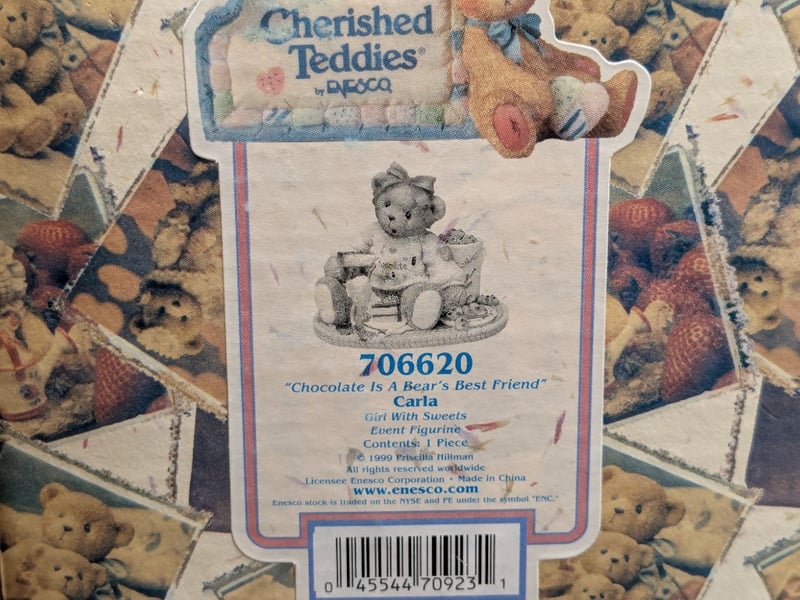 Cherished
Teddies®
by ENESCO
706620
"Chocolate Is A Bear's Best Friend"
Carla
Girl With Sweets
Event Figurine
Contents: 1 Piece
© 1999 Priscilla Hillman
All rights reserved worldwide
Licensee Enesco Corporation • Made in China
www.enesco.com
Enesco stock is traded on the NYSE and PE under the symbol "ENC."
0 45544 70923 1